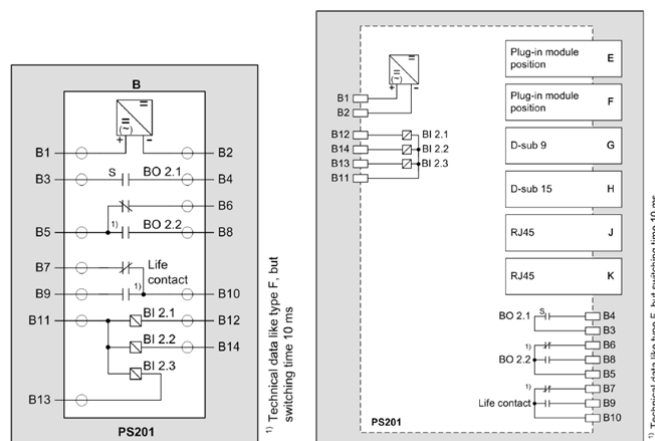 B
+ -
B1 B2
B3 S BO 2.1 B4
B6
B5 1) BO 2.2 B8
B7 Life
contact
B9 1) B10
B11 BI 2.1 B12
BI 2.2 B14
BI 2.3
B13
PS201
1) Technical data like type F, but
switching time 10 ms
+ -
B1
B2
B12 BI 2.1
B14 BI 2.2
B13 BI 2.3
B11
Plug-in module
position E
Plug-in module
position F
D-sub 9 G
D-sub 15 H
RJ45 J
RJ45 K
BO 2.1 S B4
B3
1) B6
BO 2.2 B8
B5
1) B7
Life contact B9
B10
PS201
1) Technical data like type F, but switching time 10 ms